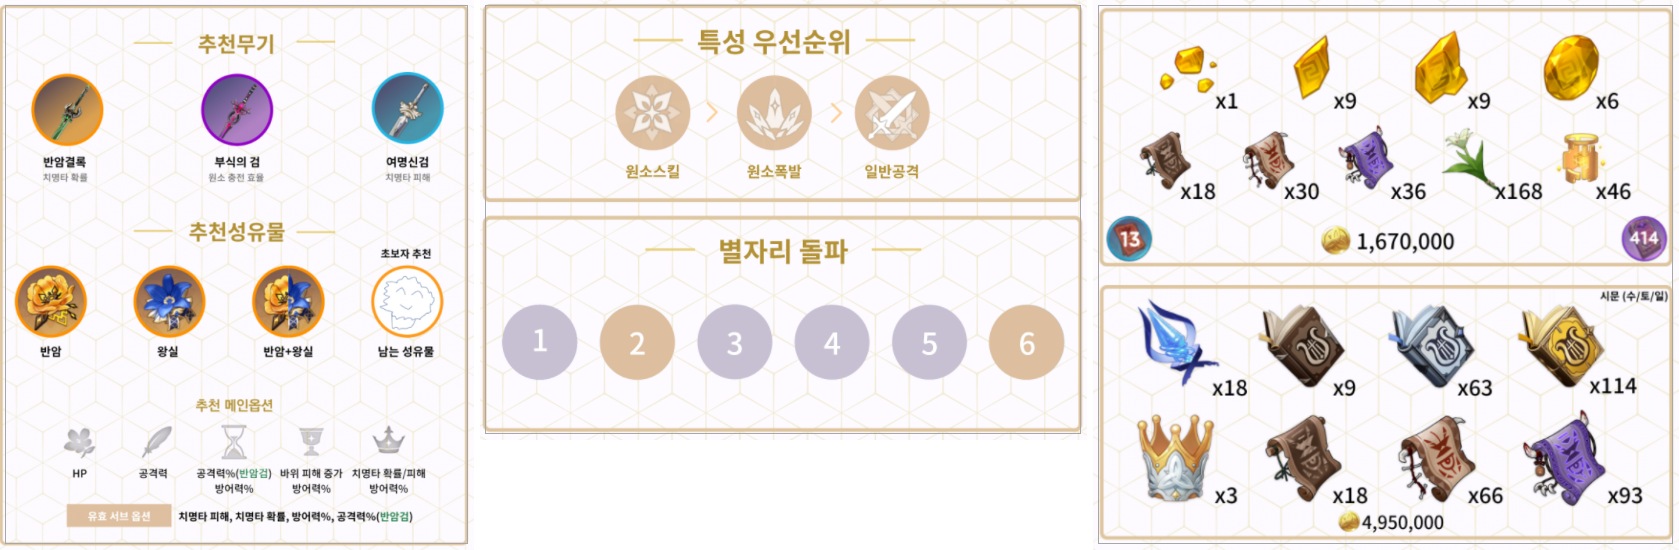 추천무기
반암결록
치명타 확률
부식의 검
원소 충전 효율
여명신검
치명타 피해
추천성유물
초보자 추천
반암
왕실
반암+왕실
남는 성유물
추천 메인옵션
HP
공격력
공격력%(반암검)
방어력%
바위 피해 증가
방어력%
치명타 확률/피해
방어력%
유효 서브 옵션
치명타 피해, 치명타 확률, 방어력%, 공격력%(반암검)
특성 우선순위
원소스킬
원소폭발
일반공격
별자리 돌파
1 2 3 4 5 6
x1 x9 x9 x6
x18 x30 x36 x168 x46
13 1,670,000 414
시문 (수/토/일)
x18 x9 x63 x114
x3 x18 x66 x93
4,950,000